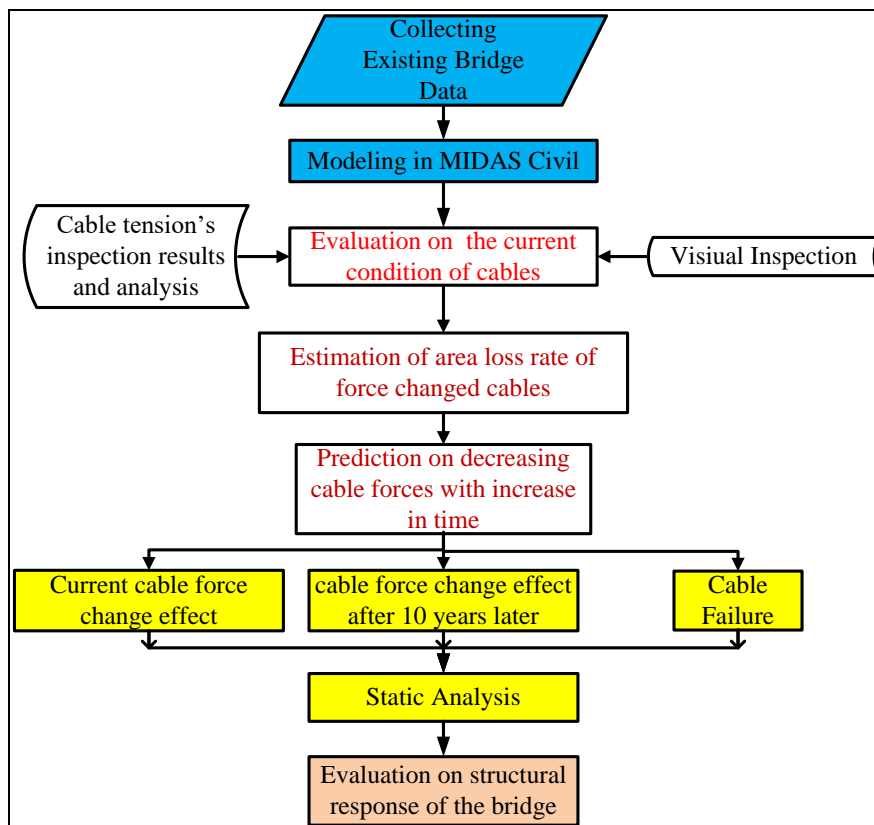 Collecting
Existing Bridge
Data
Modeling in MIDAS Civil
Cable tension's
inspection results
and analysis
Evaluation on the current
condition of cables
Visiual Inspection
Estimation of area loss rate of
force changed cables
Prediction on decreasing
cable forces with increase
in time
Current cable force
change effect
cable force change effect
after 10 years later
Cable
Failure
Static Analysis
Evaluation on structural
response of the bridge